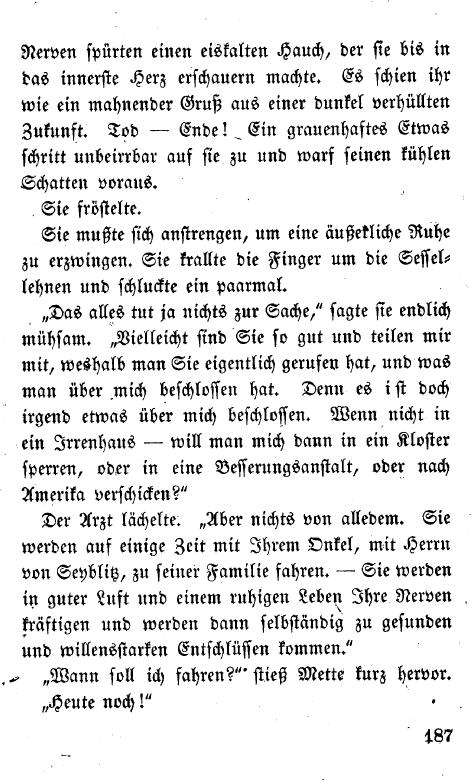 Nerven spürten einen eiskalten Hauch, der sie bis in
das innerste Herz erschauern machte. Es schien ihr
wie ein mahnender Gruß aus einer dunkel verhüllten
Zukunft. Tod — Ende! Ein grauenhaftes Etwas
schritt unbeirrbar auf sie zu und warf seinen kühlen
Schatten voraus.
Sie fröstelte.
Sie mußte sich anstrengen, um eine äußekliche Ruhe
zu erzwingen. Sie krallte die Finger um die Sessel-
lehnen und schluckte ein paarmal.
„Das alles tut ja nichts zur Sache,“ sagte sie endlich
mühsam. „Vielleicht sind Sie so gut und teilen mir
mit, weshalb man Sie eigentlich gerufen hat, und was
man über mich beschlossen hat. Denn es ist doch
irgend etwas über mich beschlossen. Wenn nicht in
ein Irrenhaus — will man mich dann in ein Kloster
sperren, oder in eine Besserungsanstalt, oder nach
Amerika verschicken?“
Der Arzt lächelte. „Aber nichts von alledem. Sie
werden auf einige Zeit mit Ihrem Onkel, mit Herrn
von Seyblitz, zu seiner Familie fahren. — Sie werden
in guter Luft und einem ruhigen Leben Ihre Nerven
kräftigen und werden dann selbständig zu gesunden
und willensstarken Entschlüssen kommen.“
„Wann soll ich fahren?“ stieß Mette kurz hervor.
„Heute noch!“
187